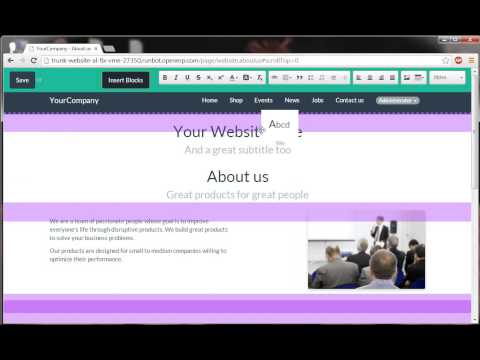 YourCompany - About us
trunk-website-al-fix-vme-27350.runbot.openerp.com/page/website.aboutus#scrollTop=0
Save
Insert Blocks
YourCompany
Home Shop Events News Jobs Contact us Administrator
Abcd
Title
Your Website
And a great subtitle too
About us
Great products for great people
We are a team of passionate people whose goal is to improve
everyone's life through disruptive products. We build great products
to solve your business problems.
Our products are designed for small to medium companies willing to
optimize their performance.